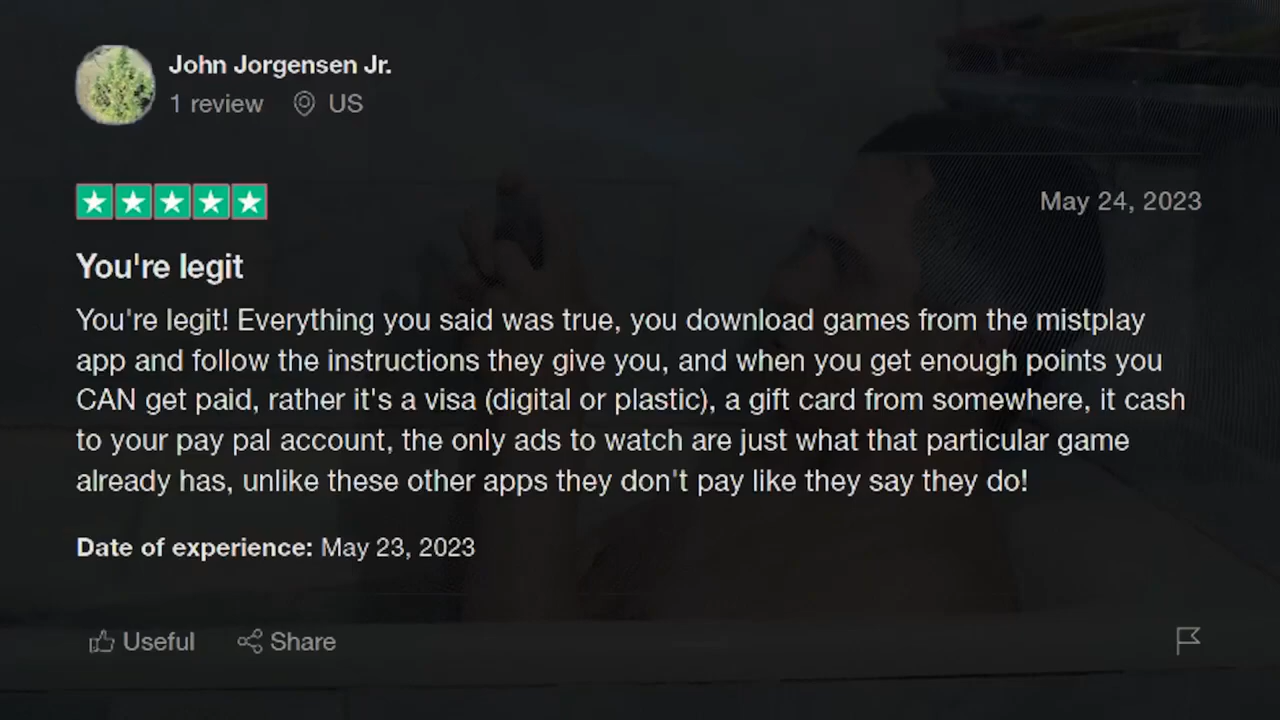 John Jorgensen Jr.
1 review US
May 24, 2023
You're legit
You're legit! Everything you said was true, you download games from the mistplay
app and follow the instructions they give you, and when you get enough points you
CAN get paid, rather it's a visa (digital or plastic), a gift card from somewhere, it cash
to your pay pal account, the only ads to watch are just what that particular game
already has, unlike these other apps they don't pay like they say they do!
Date of experience: May 23, 2023
Useful Share